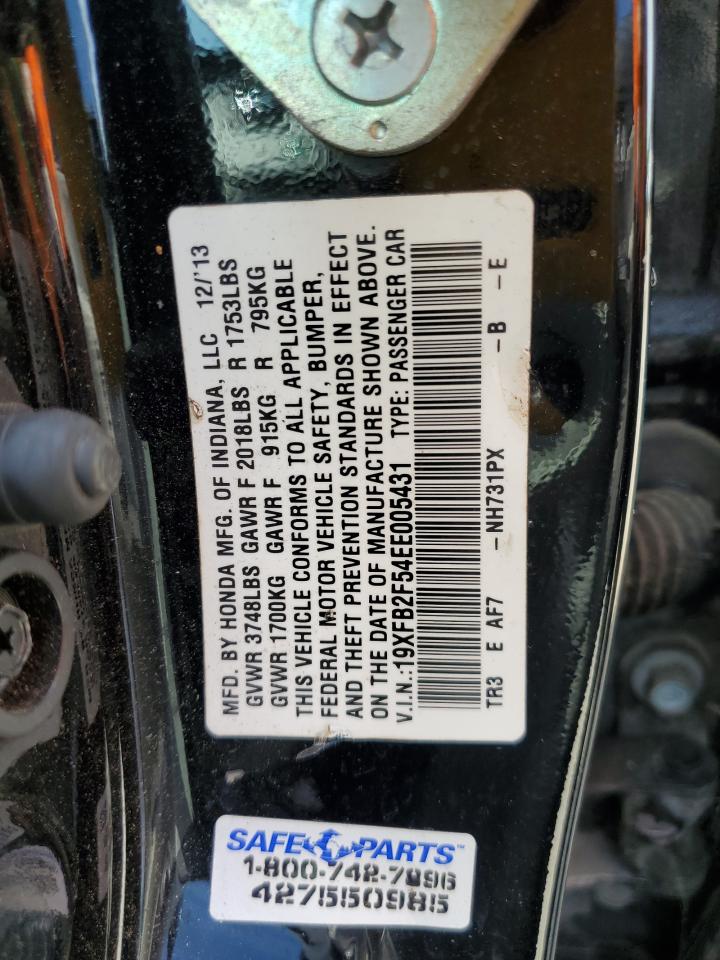 MFD. BY HONDA MFG. OF INDIANA, LLC 12/'13
GVWR 3748LBS GAWR F 2018LBS R 1753LBS
GVWR 1700KG GAWR F 915KG R 795KG
THIS VEHICLE CONFORMS TO ALL APPLICABLE
FEDERAL MOTOR VEHICLE SAFETY, BUMPER,
AND THEFT PREVENTION STANDARDS IN EFFECT
ON THE DATE OF MANUFACTURE SHOWN ABOVE.
V.I.N.:19XFB2F54EE005431 TYPE: PASSENGER CAR
TR3 E AF7 -NH731PX -B -E
SAFE PARTS™
1-800-742-7896
427550985